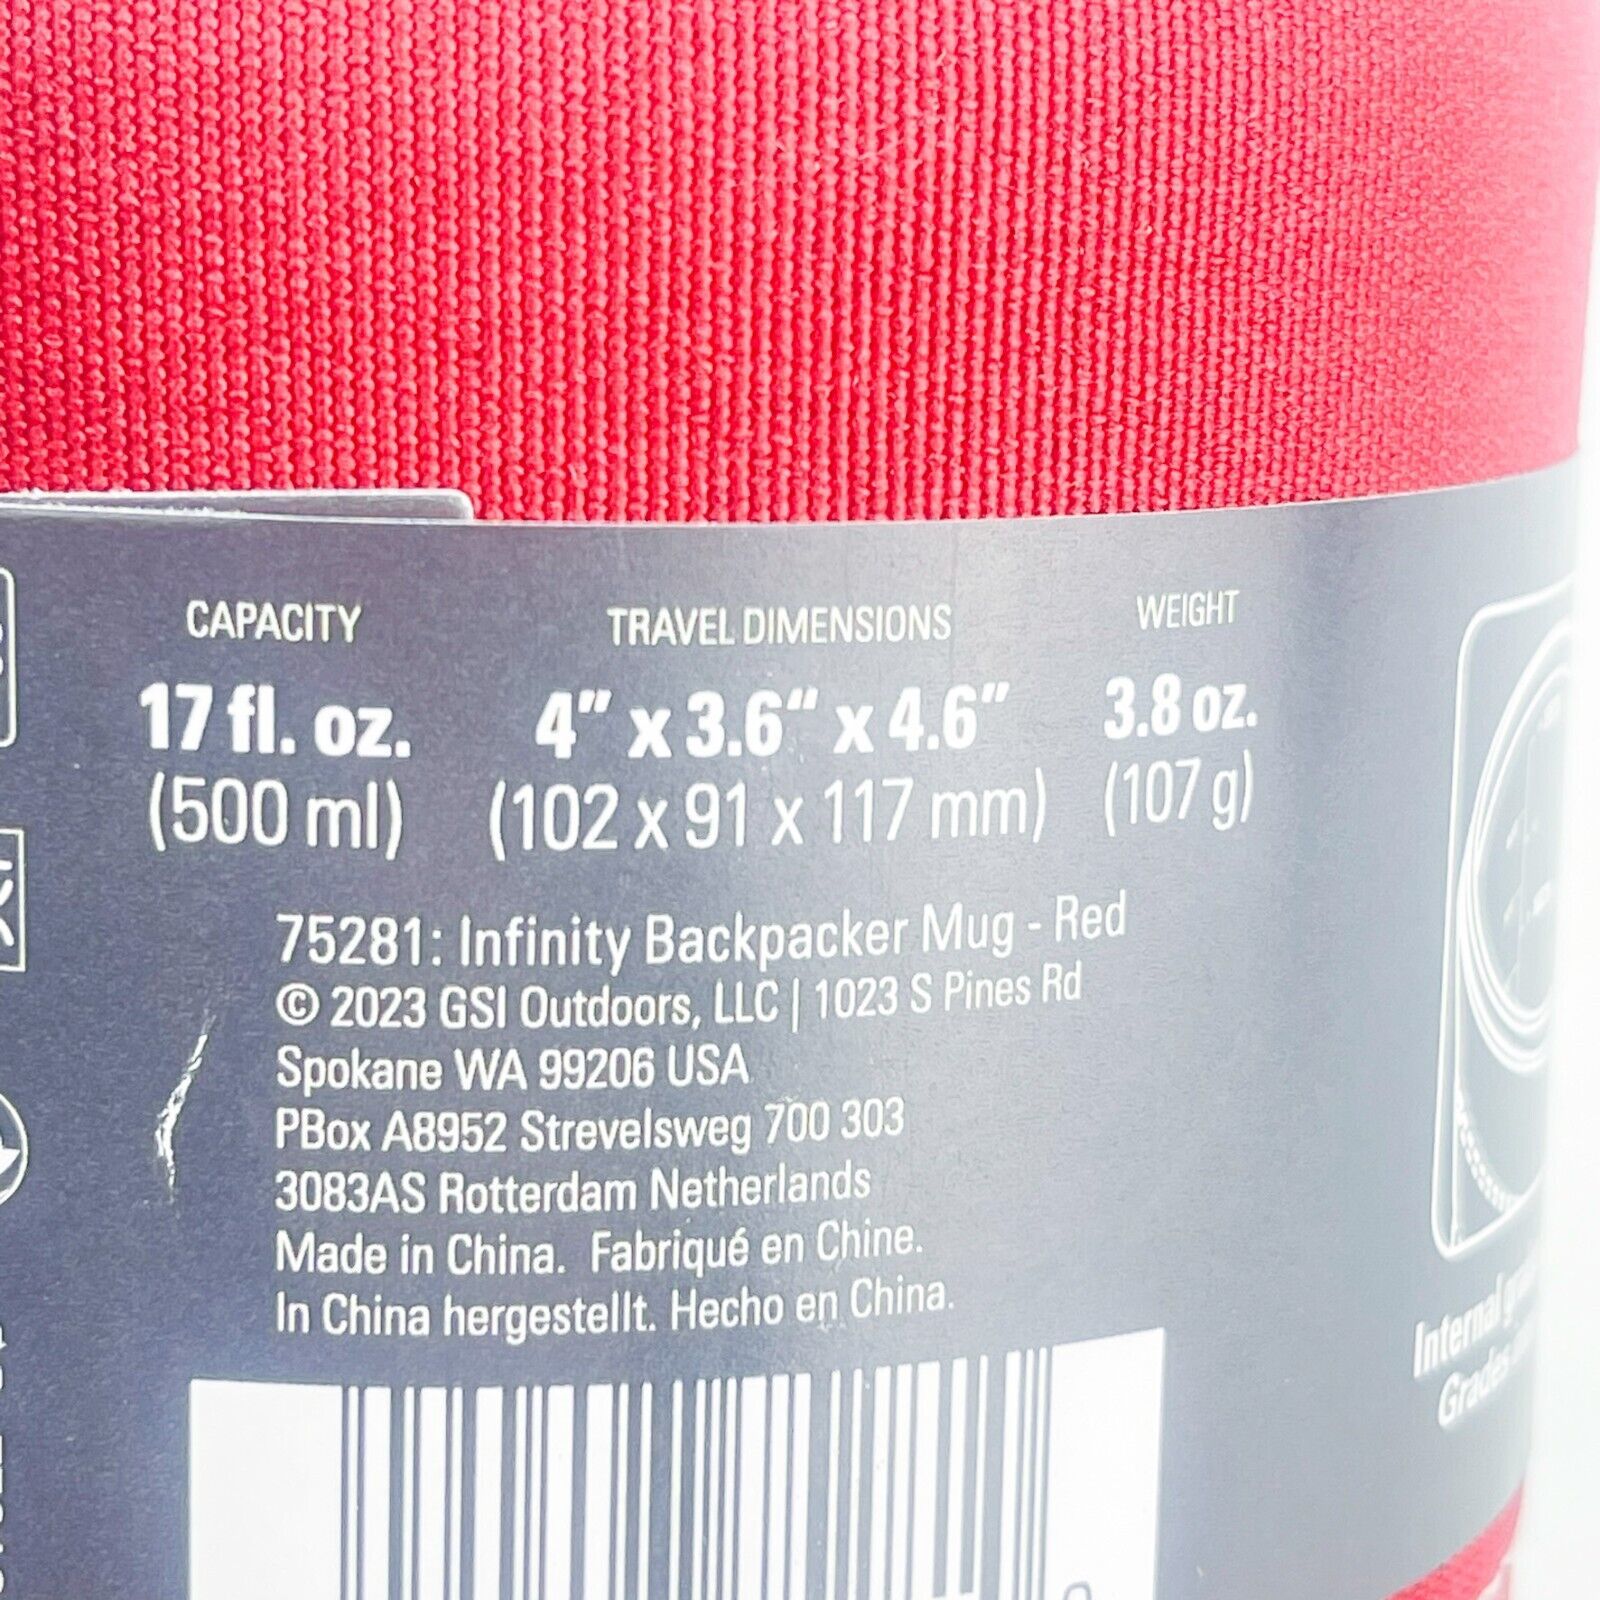 CAPACITY TRAVEL DIMENSIONS WEIGHT
17 fl. oz. 4” x 3.6“ x 4.6” 3.8 oz.
(500 ml) (102 x 91 x 117 mm) (107 g)
75281: Infinity Backpacker Mug - Red
© 2023 GSI Outdoors, LLC | 1023 S Pines Rd
Spokane WA 99206 USA
PBox A8952 Strevelsweg 700 303
3083AS Rotterdam Netherlands
Made in China. Fabriqué en Chine.
In China hergestellt. Hecho en China.
Internal
Grades